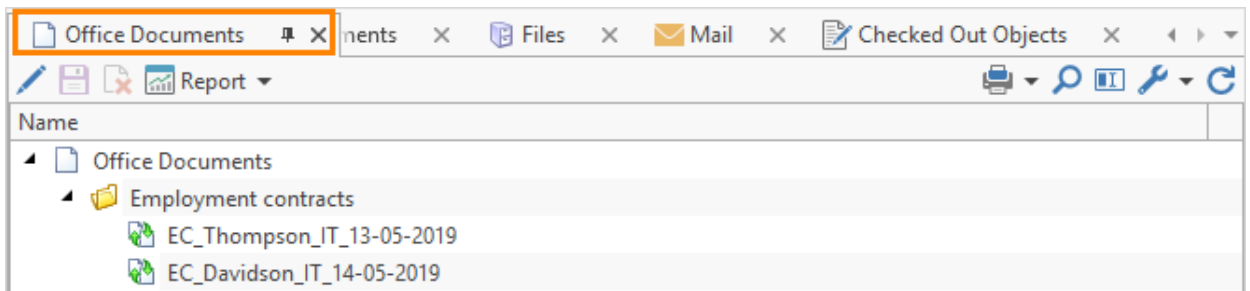 Office Documents ments Files Mail Checked Out Objects
Report
Name
Office Documents
Employment contracts
EC_Thompson_IT_13-05-2019
EC_Davidson_IT_14-05-2019